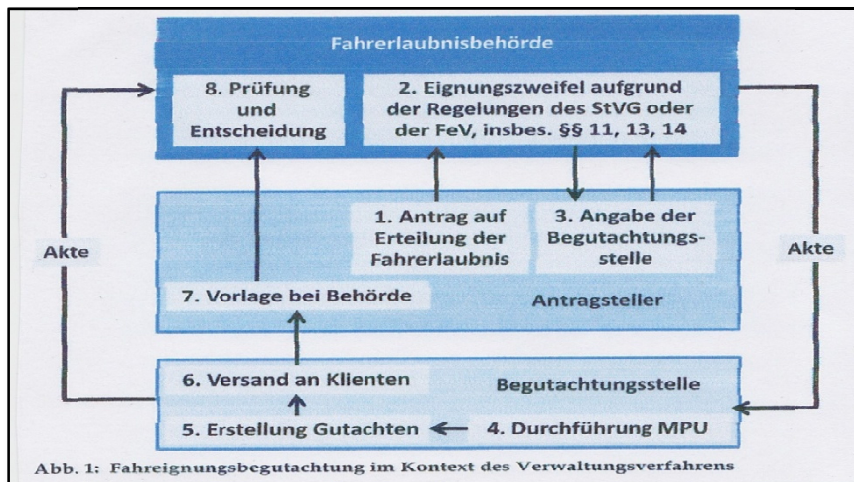 Fahrerlaubnisbehörde
8. Prüfung
und
Entscheidung
2. Eignungszweifel aufgrund
der Regelungen des StVG oder
der FeV, insbes. §§ 11, 13, 14
1. Antrag auf
Erteilung der
Fahrerlaubnis
3. Angabe der
Begutachtungs-
stelle
Akte
Akte
7. Vorlage bei Behörde
Antragsteller
6. Versand an Klienten
Begutachtungsstelle
5. Erstellung Gutachten
4. Durchführung MPU
Abb. 1: Fahreignungsbegutachtung im Kontext des Verwaltungsverfahrens